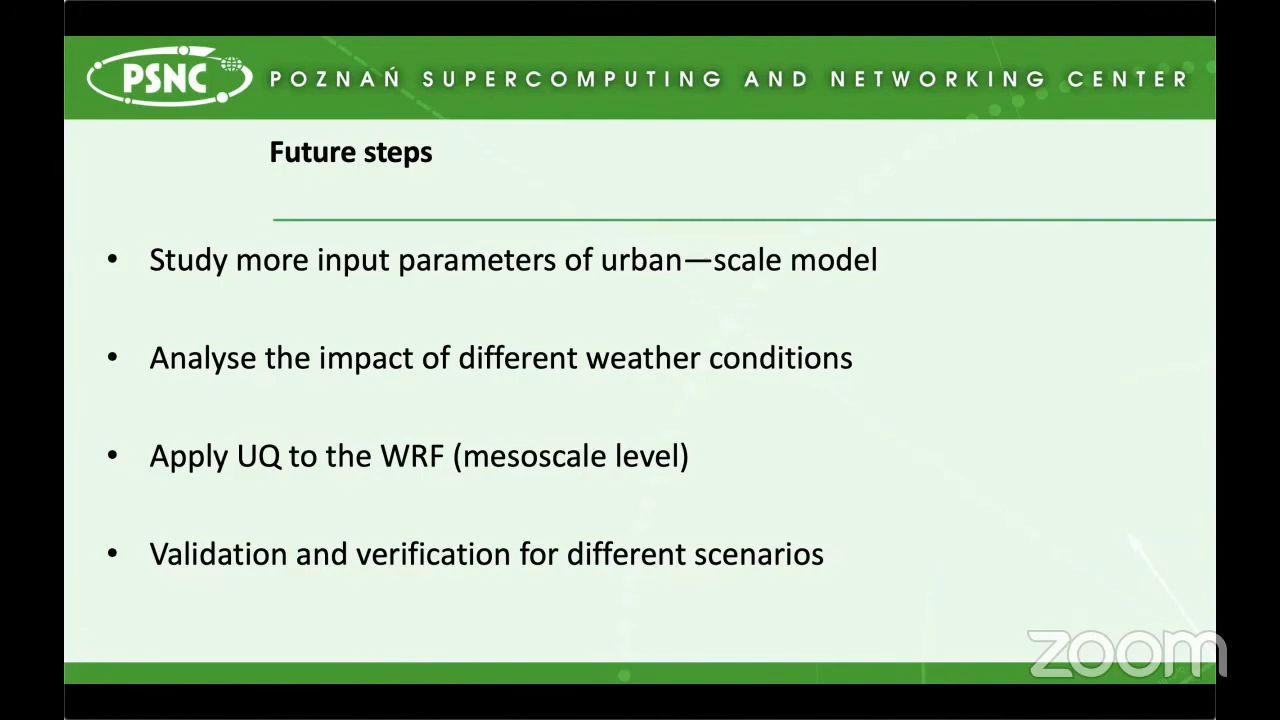 PSNC
POZNAŃ SUPERCOMPUTING AND NETWORKING CENTER
Future steps
• Study more input parameters of urban—scale model
• Analyse the impact of different weather conditions
• Apply UQ to the WRF (mesoscale level)
• Validation and verification for different scenarios
zoom